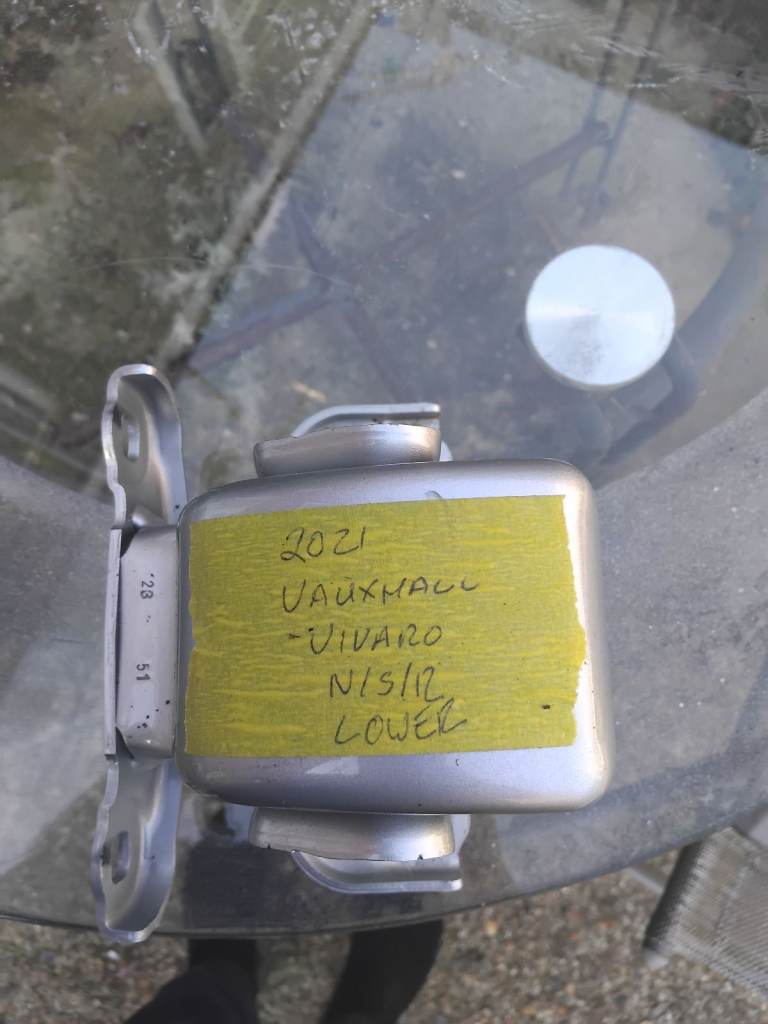 2021
VAUXHALL
-VIVARO
N/S/R
LOWER
'23 "
51